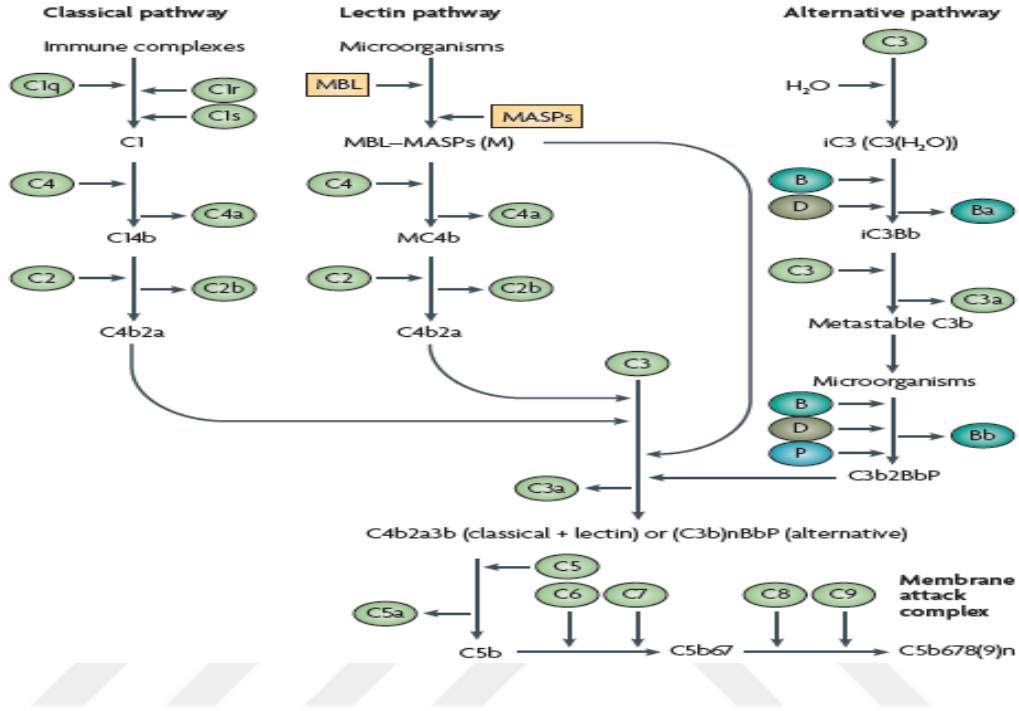 Classical pathway
Immune complexes
C1q
C1r
C1s
C1
C4
C4a
C14b
C2
C2b
C4b2a
Lectin pathway
Microorganisms
MBL
MASPs
MBL–MASPs (M)
C4
C4a
MC4b
C2
C2b
C4b2a
Alternative pathway
C3
H₂O
iC3 (C3(H₂O))
B
D
Ba
iC3Bb
C3
C3a
Metastable C3b
Microorganisms
B
D
P
Bb
C3b2BbP
C3
C3a
C4b2a3b (classical + lectin) or (C3b)nBbP (alternative)
C5
C5a
C5b
C6
C7
C5b67
C8
C9
Membrane
attack
complex
C5b678(9)n